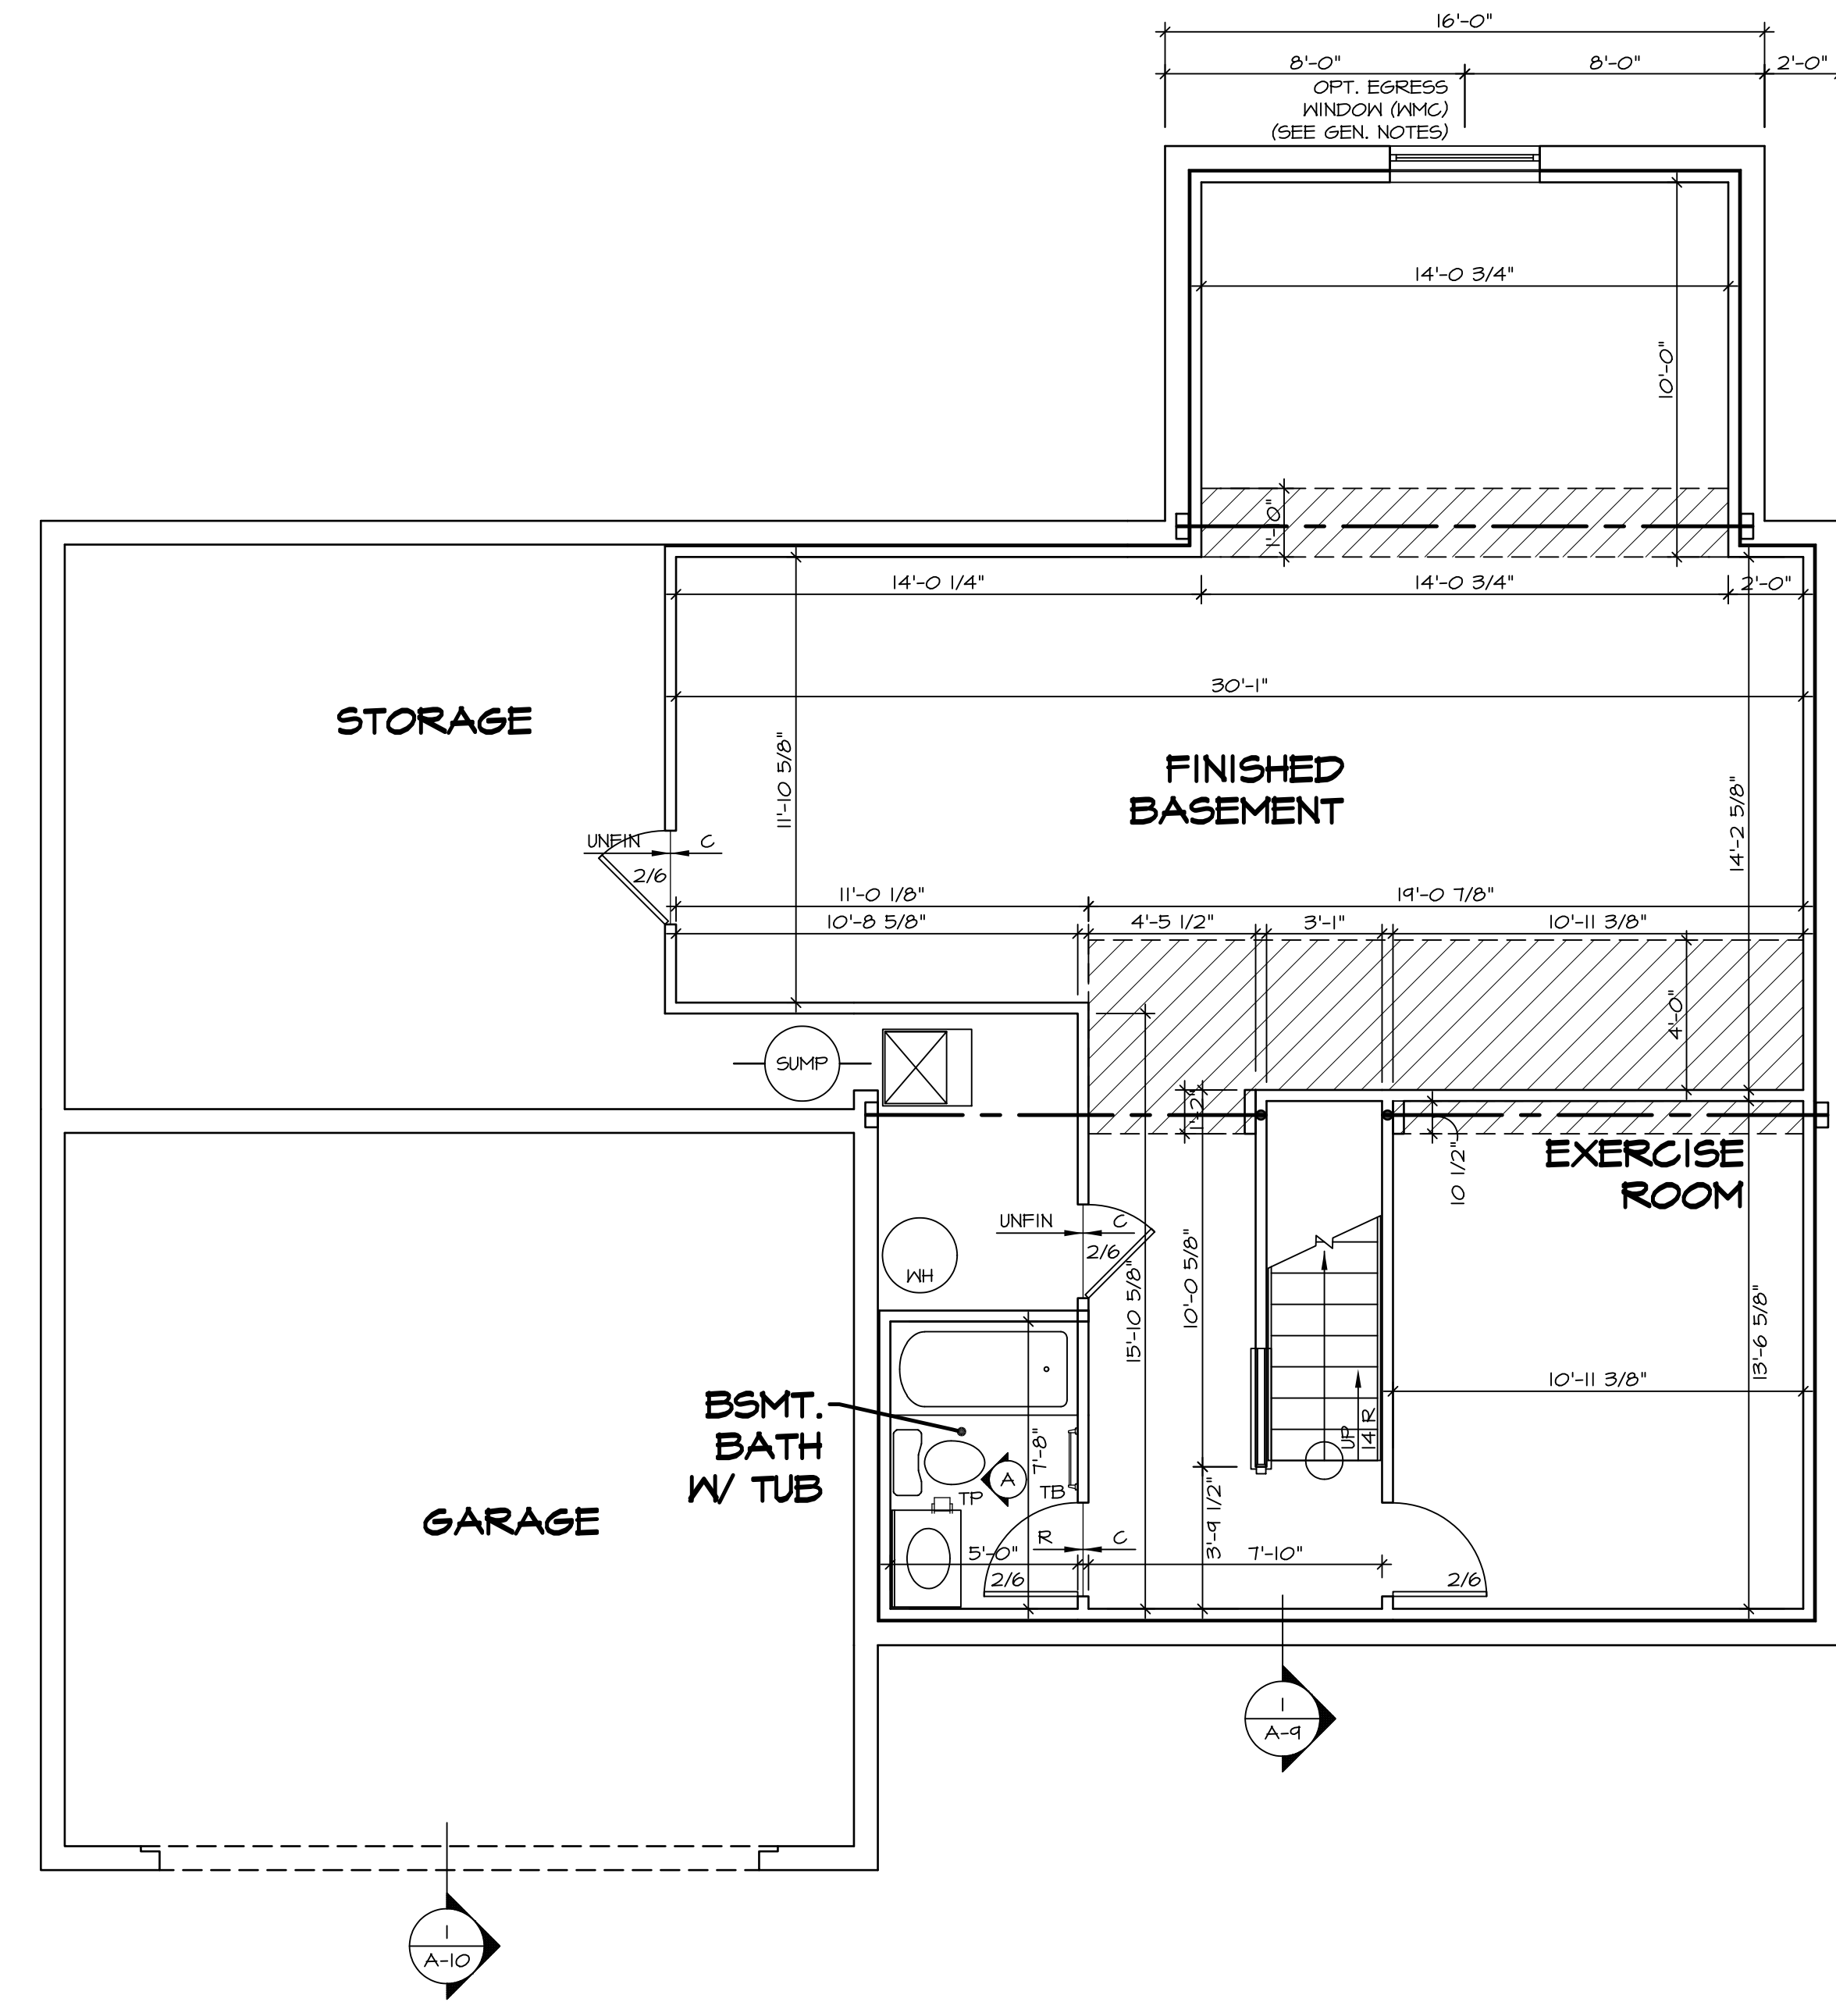 16'-0"
8'-0"
8'-0"
2'-0"
OPT. EGRESS
WINDOW (WMC)
(SEE GEN. NOTES)
14'-0 3/4"
10'-0"
1'-0"
14'-0 1/4"
14'-0 3/4"
2'-0"
30'-1"
STORAGE
FINISHED
BASEMENT
11'-10 5/8"
14'-2 5/8"
UNFIN
C
2/6
11'-0 1/8"
19'-0 7/8"
10'-8 5/8"
4'-5 1/2"
3'-1"
10'-11 3/8"
4'-0"
SUMP
1'-2"
EXERCISE
ROOM
10 1/2"
UNFIN
C
2/6
WH
15'-10 5/8"
10'-0 5/8"
13'-6 5/8"
10'-11 3/8"
BSMT.
BATH
W/ TUB
7'-8"
UP
14 R
A
TP
TB
GARAGE
R
C
3'-9 1/2"
5'-0"
7'-10"
2/6
2/6
1
A-9
1
A-10